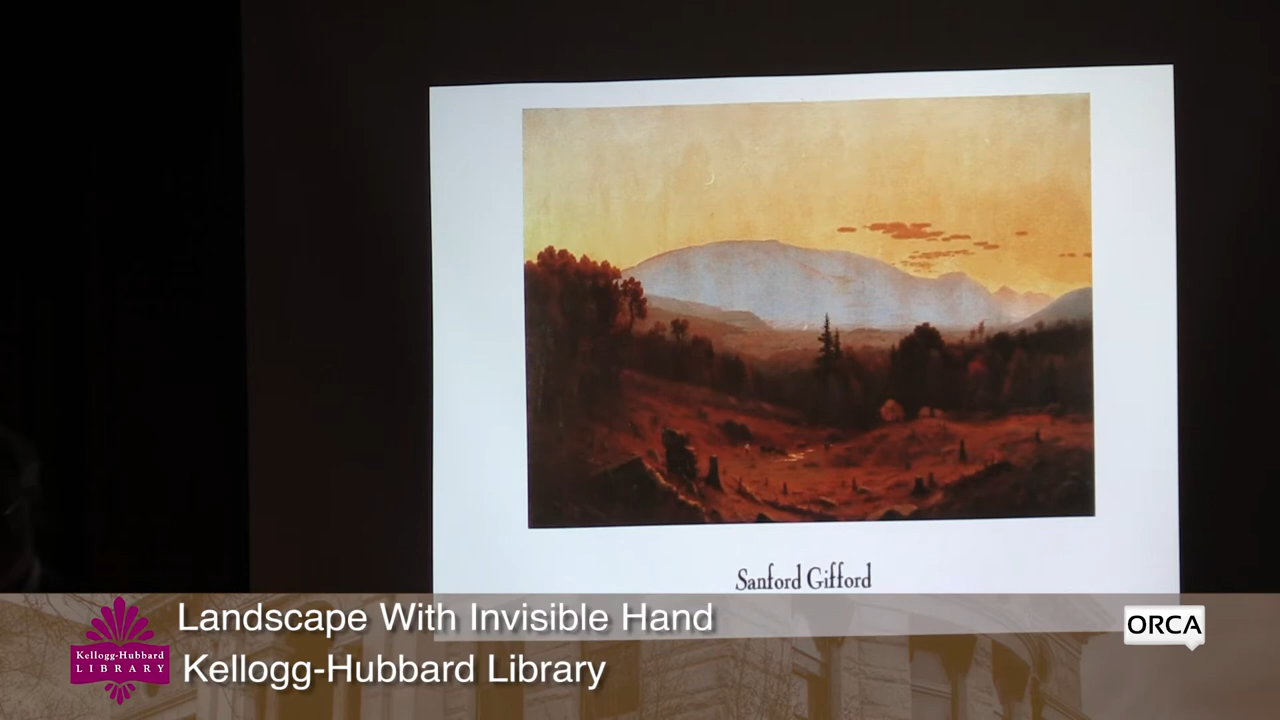 Sanford Gifford
Landscape With Invisible Hand
Kellogg-Hubbard Library
Kellogg-Hubbard
LIBRARY
ORCA